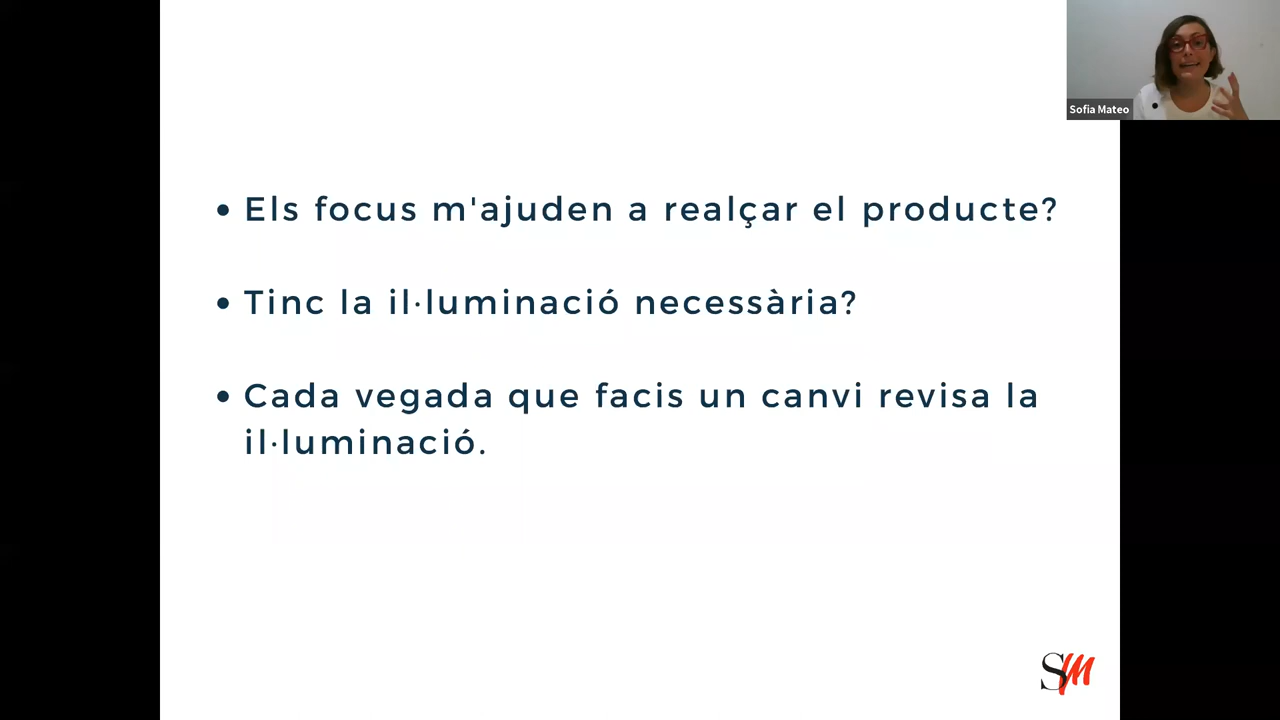 Sofia Mateo
• Els focus m'ajuden a realçar el producte?
• Tinc la il·luminació necessària?
• Cada vegada que facis un canvi revisa la
il·luminació.
SM